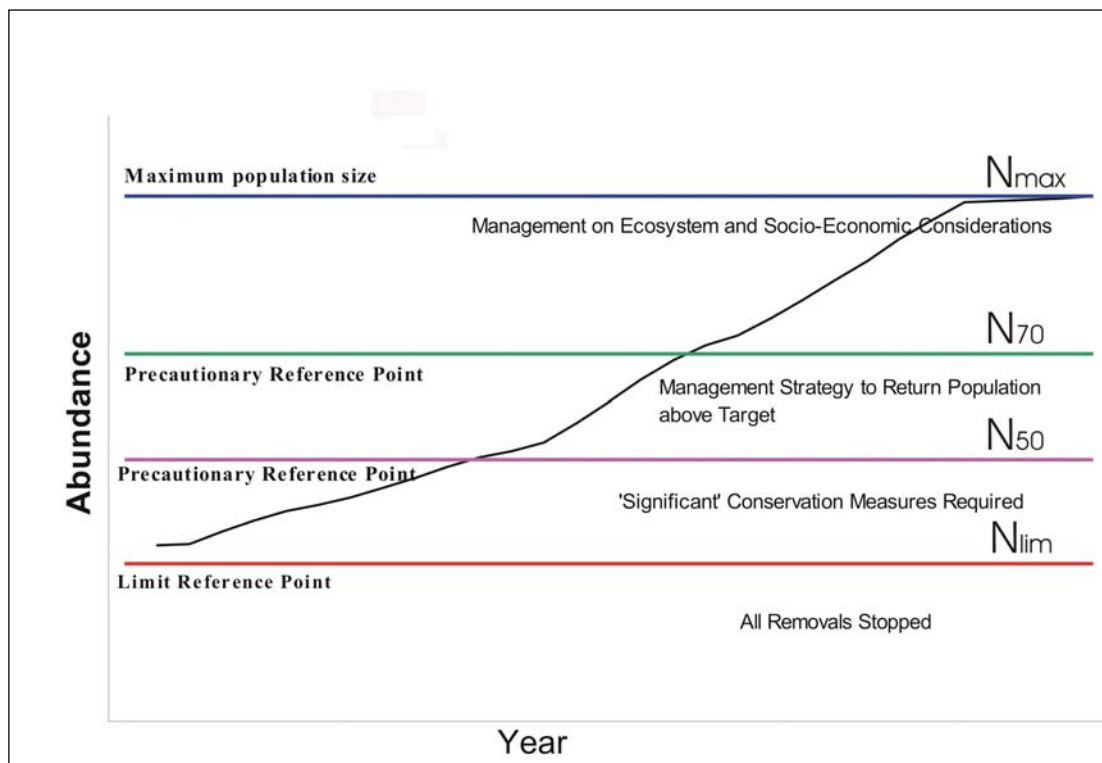 Maximum population size
Nmax
Management on Ecosystem and Socio-Economic Considerations
N70
Precautionary Reference Point
Management Strategy to Return Population
above Target
N50
Precautionary Reference Point
'Significant' Conservation Measures Required
Nlim
Limit Reference Point
All Removals Stopped
Abundance
Year